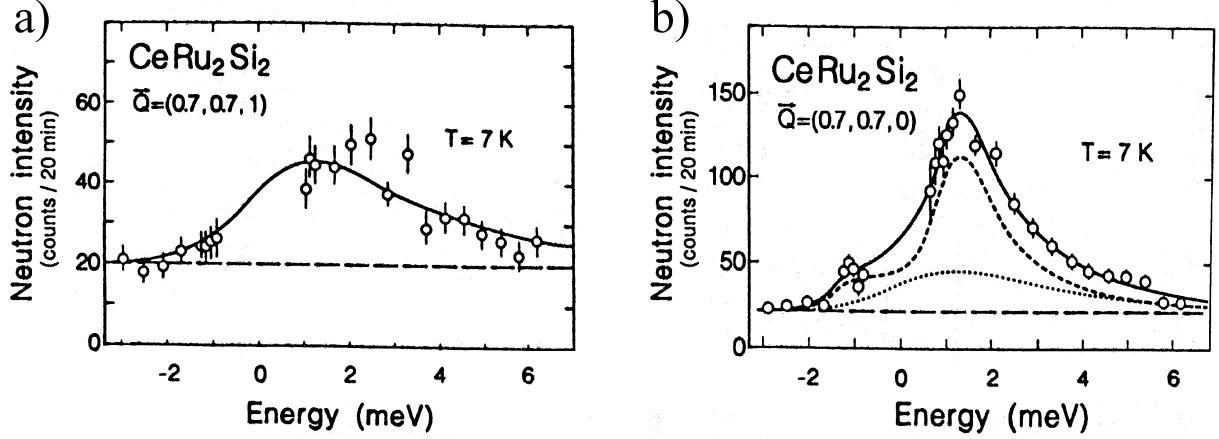 a)
CeRu₂Si₂
Q⃗=(0.7, 0.7, 1)
T = 7 K
Neutron intensity
(counts / 20 min)
60
40
20
0
-2
0
2
4
6
Energy (meV)
b)
CeRu₂Si₂
Q⃗=(0.7, 0.7, 0)
T = 7 K
Neutron intensity
(counts / 20 min)
150
100
50
0
-2
0
2
4
6
Energy (meV)